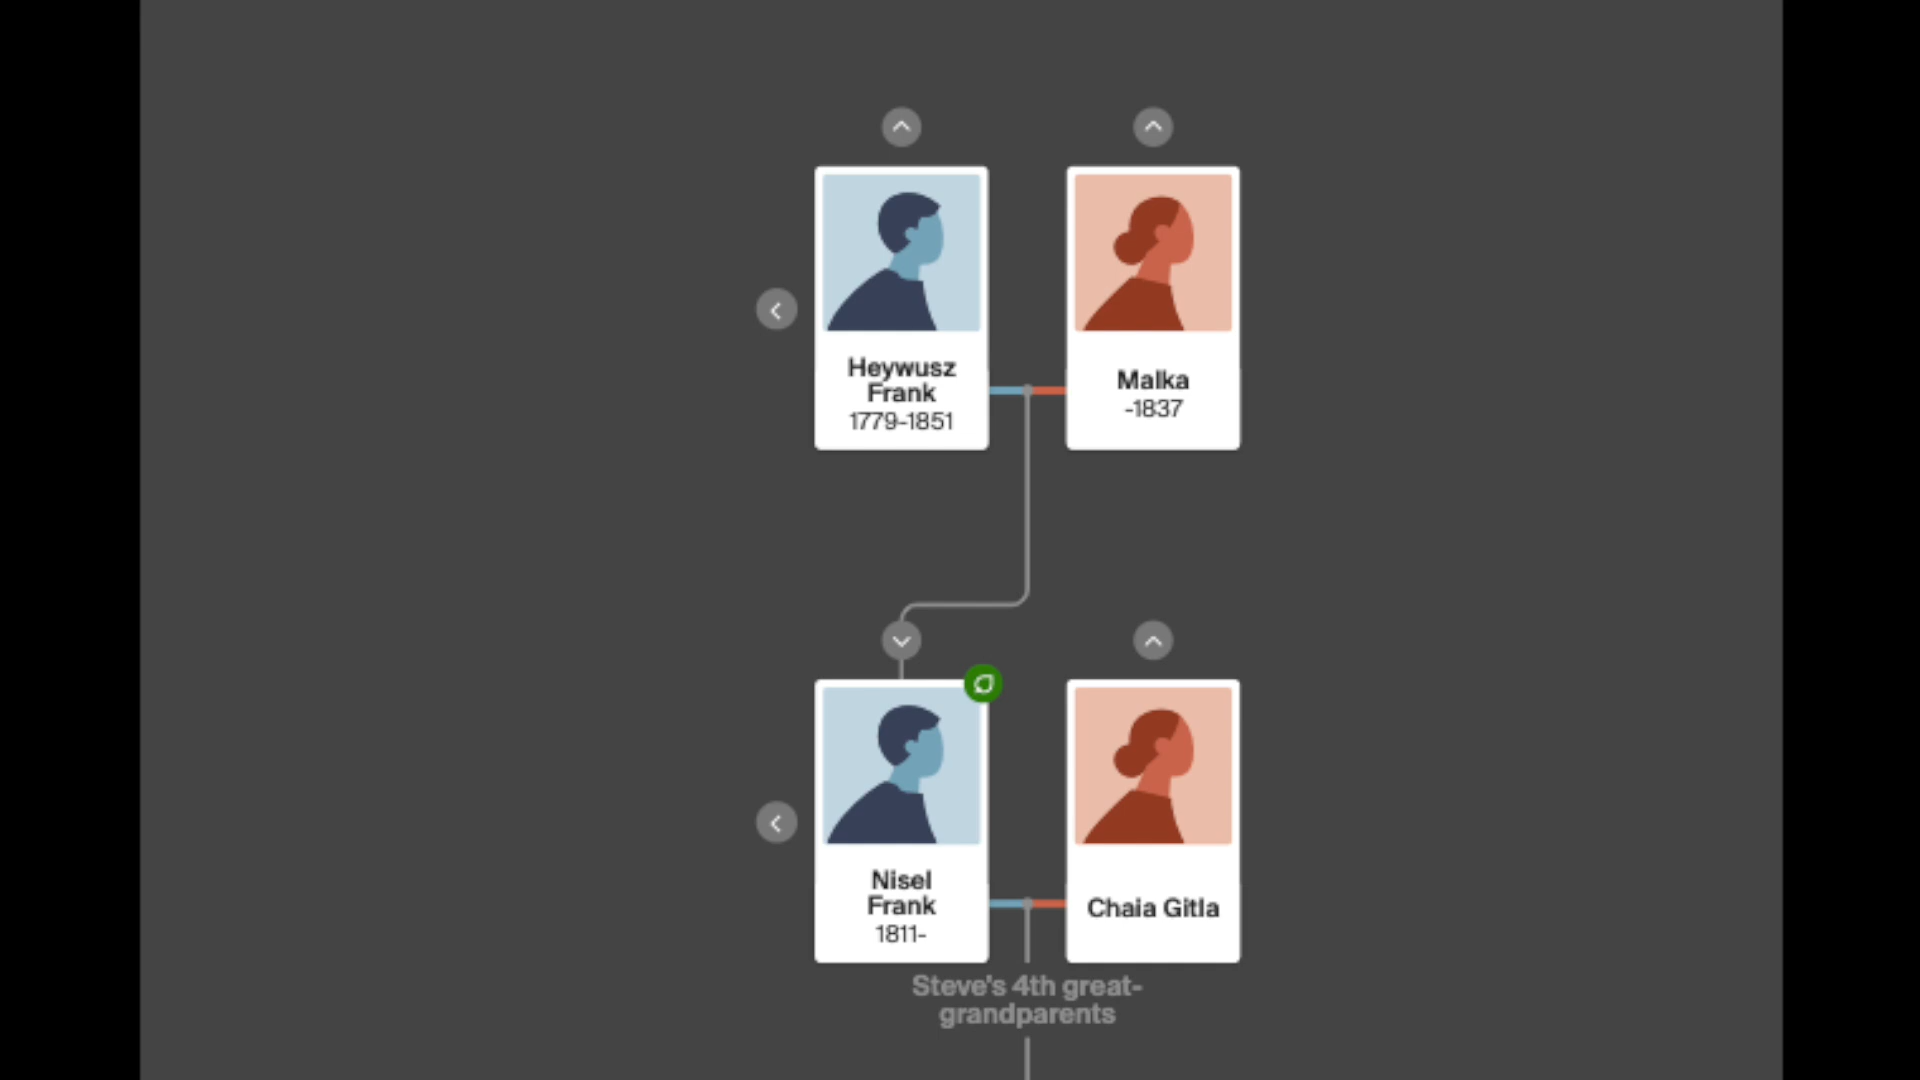 Heywusz
Frank
1779-1851
Malka
-1837
Nisel
Frank
1811-
Chaia Gitla
Steve's 4th great-
grandparents